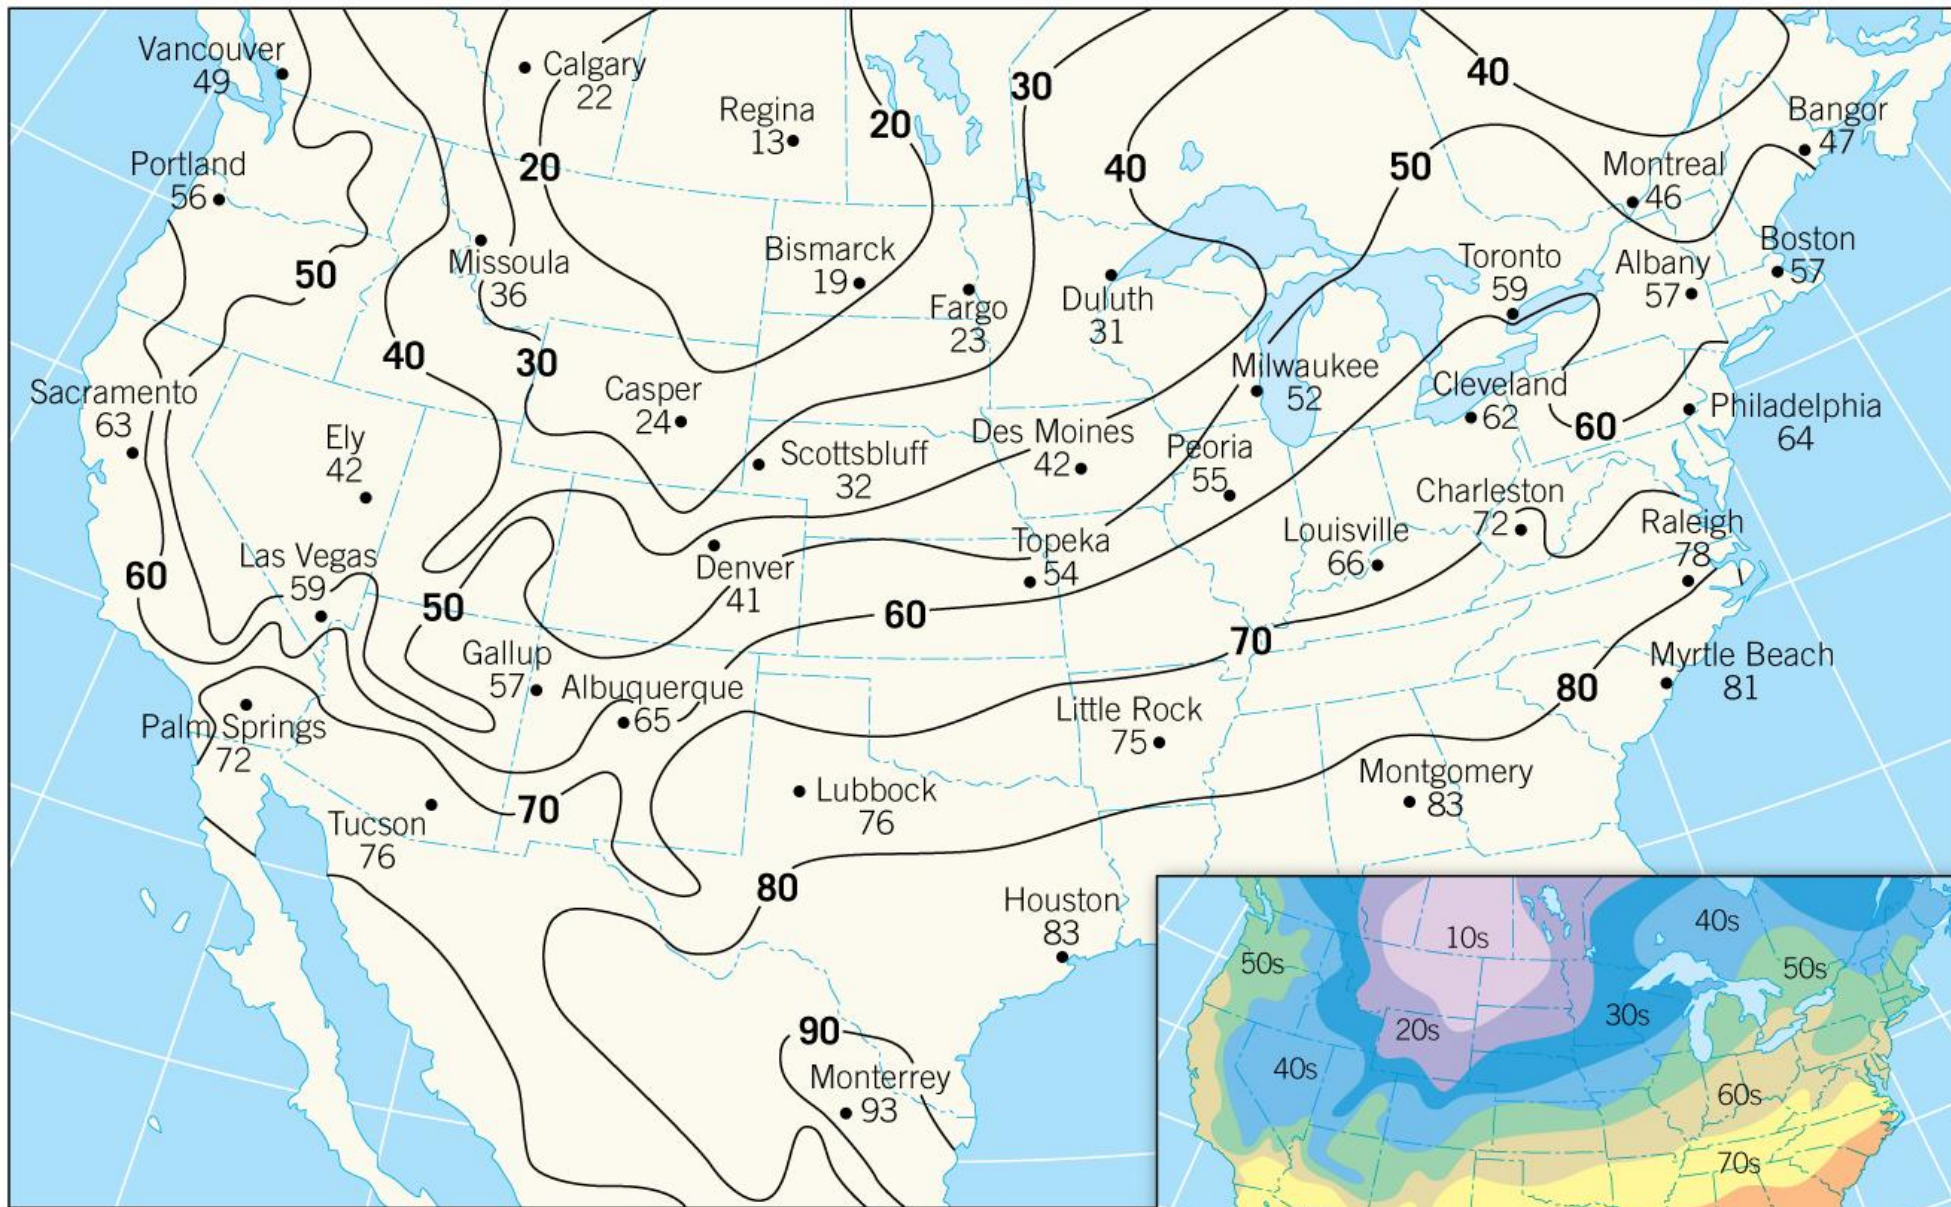 Vancouver
49
Calgary
22
Regina
13
20
30
40
Bangor
47
Portland
56
20
40
50
Montreal
46
50
Missoula
36
Bismarck
19
Fargo
23
Duluth
31
Toronto
59
Albany
57
Boston
57
40
30
Casper
24
Milwaukee
52
Cleveland
62
60
Philadelphia
64
Sacramento
63
Ely
42
Scottsbluff
32
Des Moines
42
Peoria
55
Charleston
72
Raleigh
78
60
Las Vegas
59
50
Denver
41
Topeka
54
Louisville
66
60
70
Gallup
57
Albuquerque
65
Little Rock
75
80
Myrtle Beach
81
Palm Springs
72
Tucson
76
70
Lubbock
76
Montgomery
83
80
Houston
83
90
Monterrey
93
10s
40s
50s
50s
20s
30s
40s
60s
70s